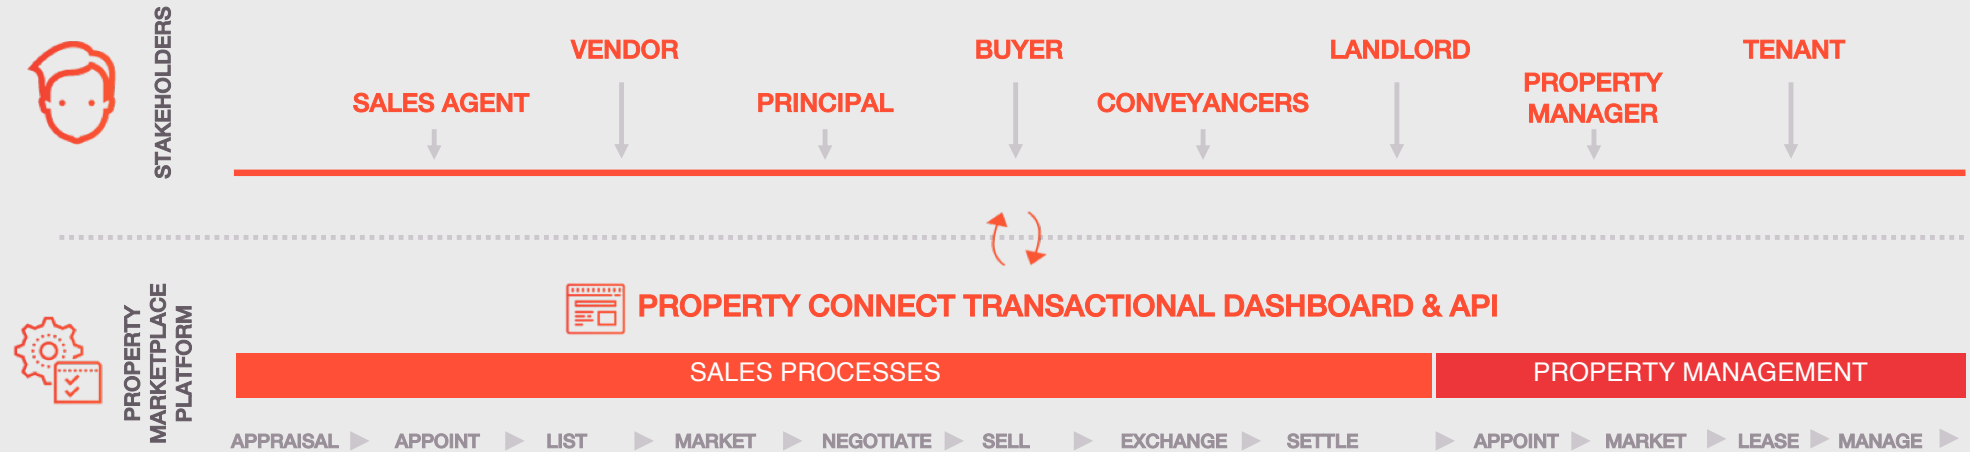 STAKEHOLDERS
VENDOR
BUYER
LANDLORD
TENANT
SALES AGENT
PRINCIPAL
CONVEYANCERS
PROPERTY
MANAGER
PROPERTY
MARKETPLACE
PLATFORM
PROPERTY CONNECT TRANSACTIONAL DASHBOARD & API
SALES PROCESSES
PROPERTY MANAGEMENT
APPRAISAL
APPOINT
LIST
MARKET
NEGOTIATE
SELL
EXCHANGE
SETTLE
APPOINT
MARKET
LEASE
MANAGE